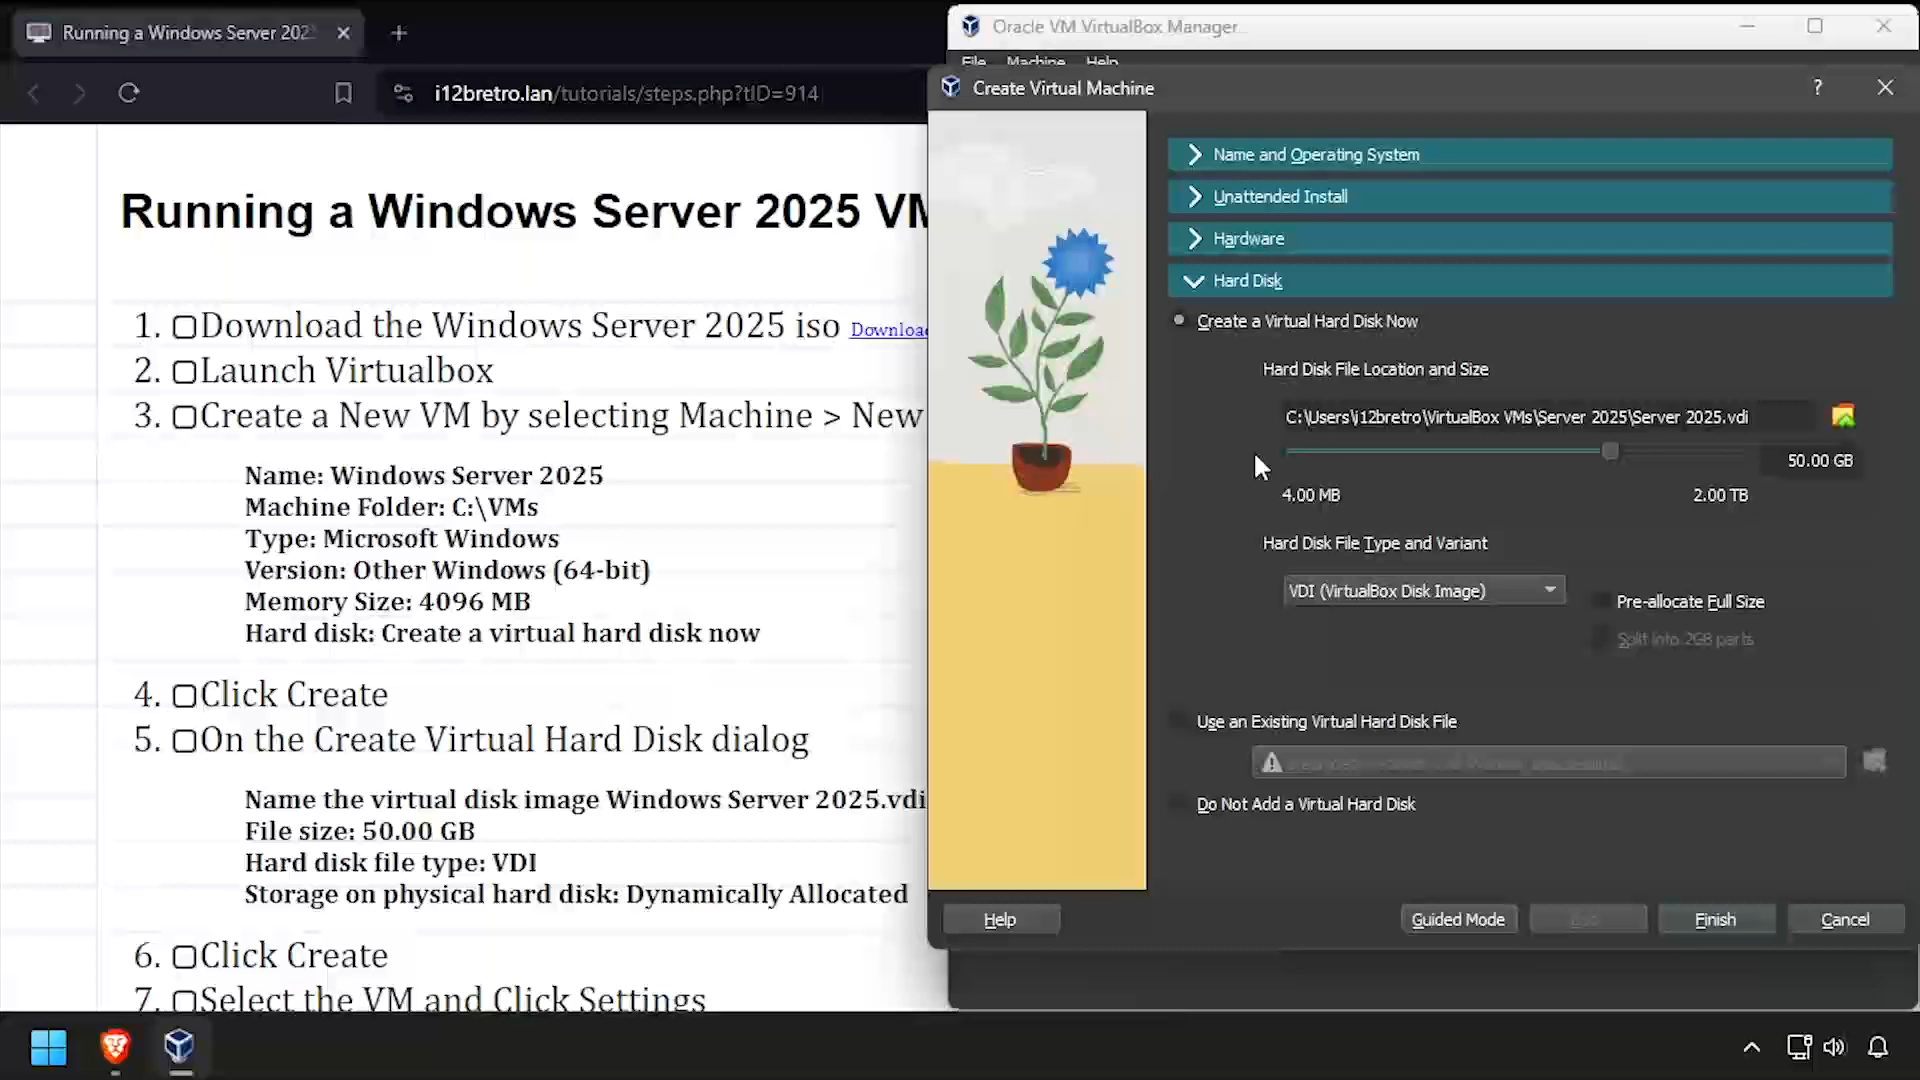 Running a Windows Server 202
Oracle VM VirtualBox Manager
File Machine Help
i12bretro.lan/tutorials/steps.php?tID=914
Create Virtual Machine
?
Running a Windows Server 2025 VM
1. Download the Windows Server 2025 iso Download
2. Launch Virtualbox
3. Create a New VM by selecting Machine > New
Name: Windows Server 2025
Machine Folder: C:\VMs
Type: Microsoft Windows
Version: Other Windows (64-bit)
Memory Size: 4096 MB
Hard disk: Create a virtual hard disk now
4. Click Create
5. On the Create Virtual Hard Disk dialog
Name the virtual disk image Windows Server 2025.vdi
File size: 50.00 GB
Hard disk file type: VDI
Storage on physical hard disk: Dynamically Allocated
6. Click Create
7. Select the VM and Click Settings
Name and Operating System
Unattended Install
Hardware
Hard Disk
Create a Virtual Hard Disk Now
Hard Disk File Location and Size
C:\Users\i12bretro\VirtualBox VMs\Server 2025\Server 2025.vdi
50.00 GB
4.00 MB 2.00 TB
Hard Disk File Type and Variant
VDI (VirtualBox Disk Image)
Pre-allocate Full Size
Split into 2GB parts
Use an Existing Virtual Hard Disk File
Do Not Add a Virtual Hard Disk
Help Guided Mode Finish Cancel